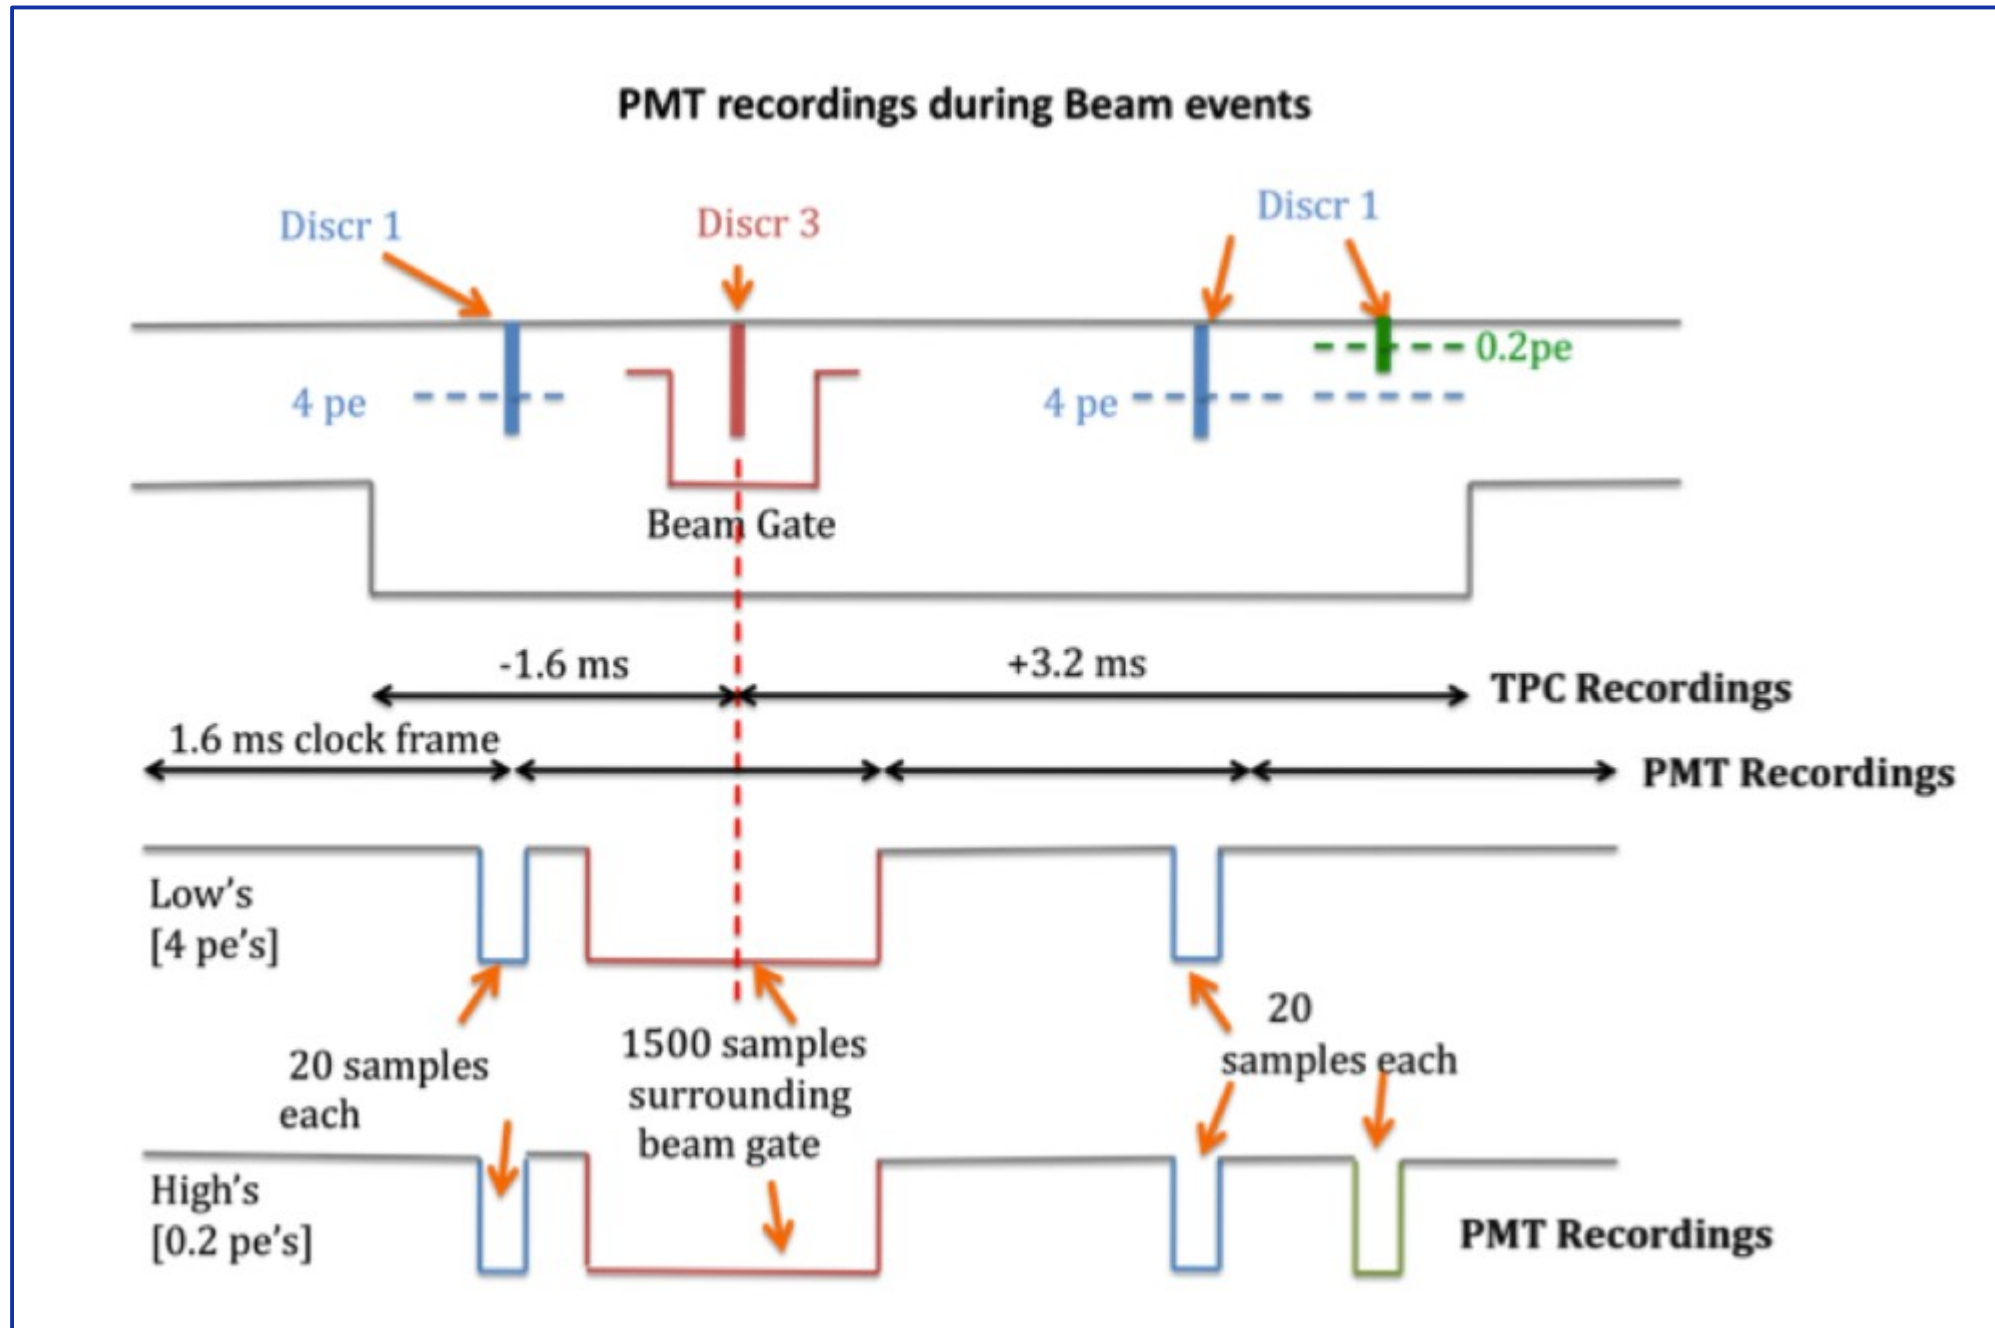 PMT recordings during Beam events
Discr 1
Discr 3
Discr 1
0.2pe
4 pe
4 pe
Beam Gate
-1.6 ms
+3.2 ms
TPC Recordings
1.6 ms clock frame
PMT Recordings
Low's
[4 pe's]
20 samples
each
1500 samples
surrounding
beam gate
20
samples each
High's
[0.2 pe's]
PMT Recordings